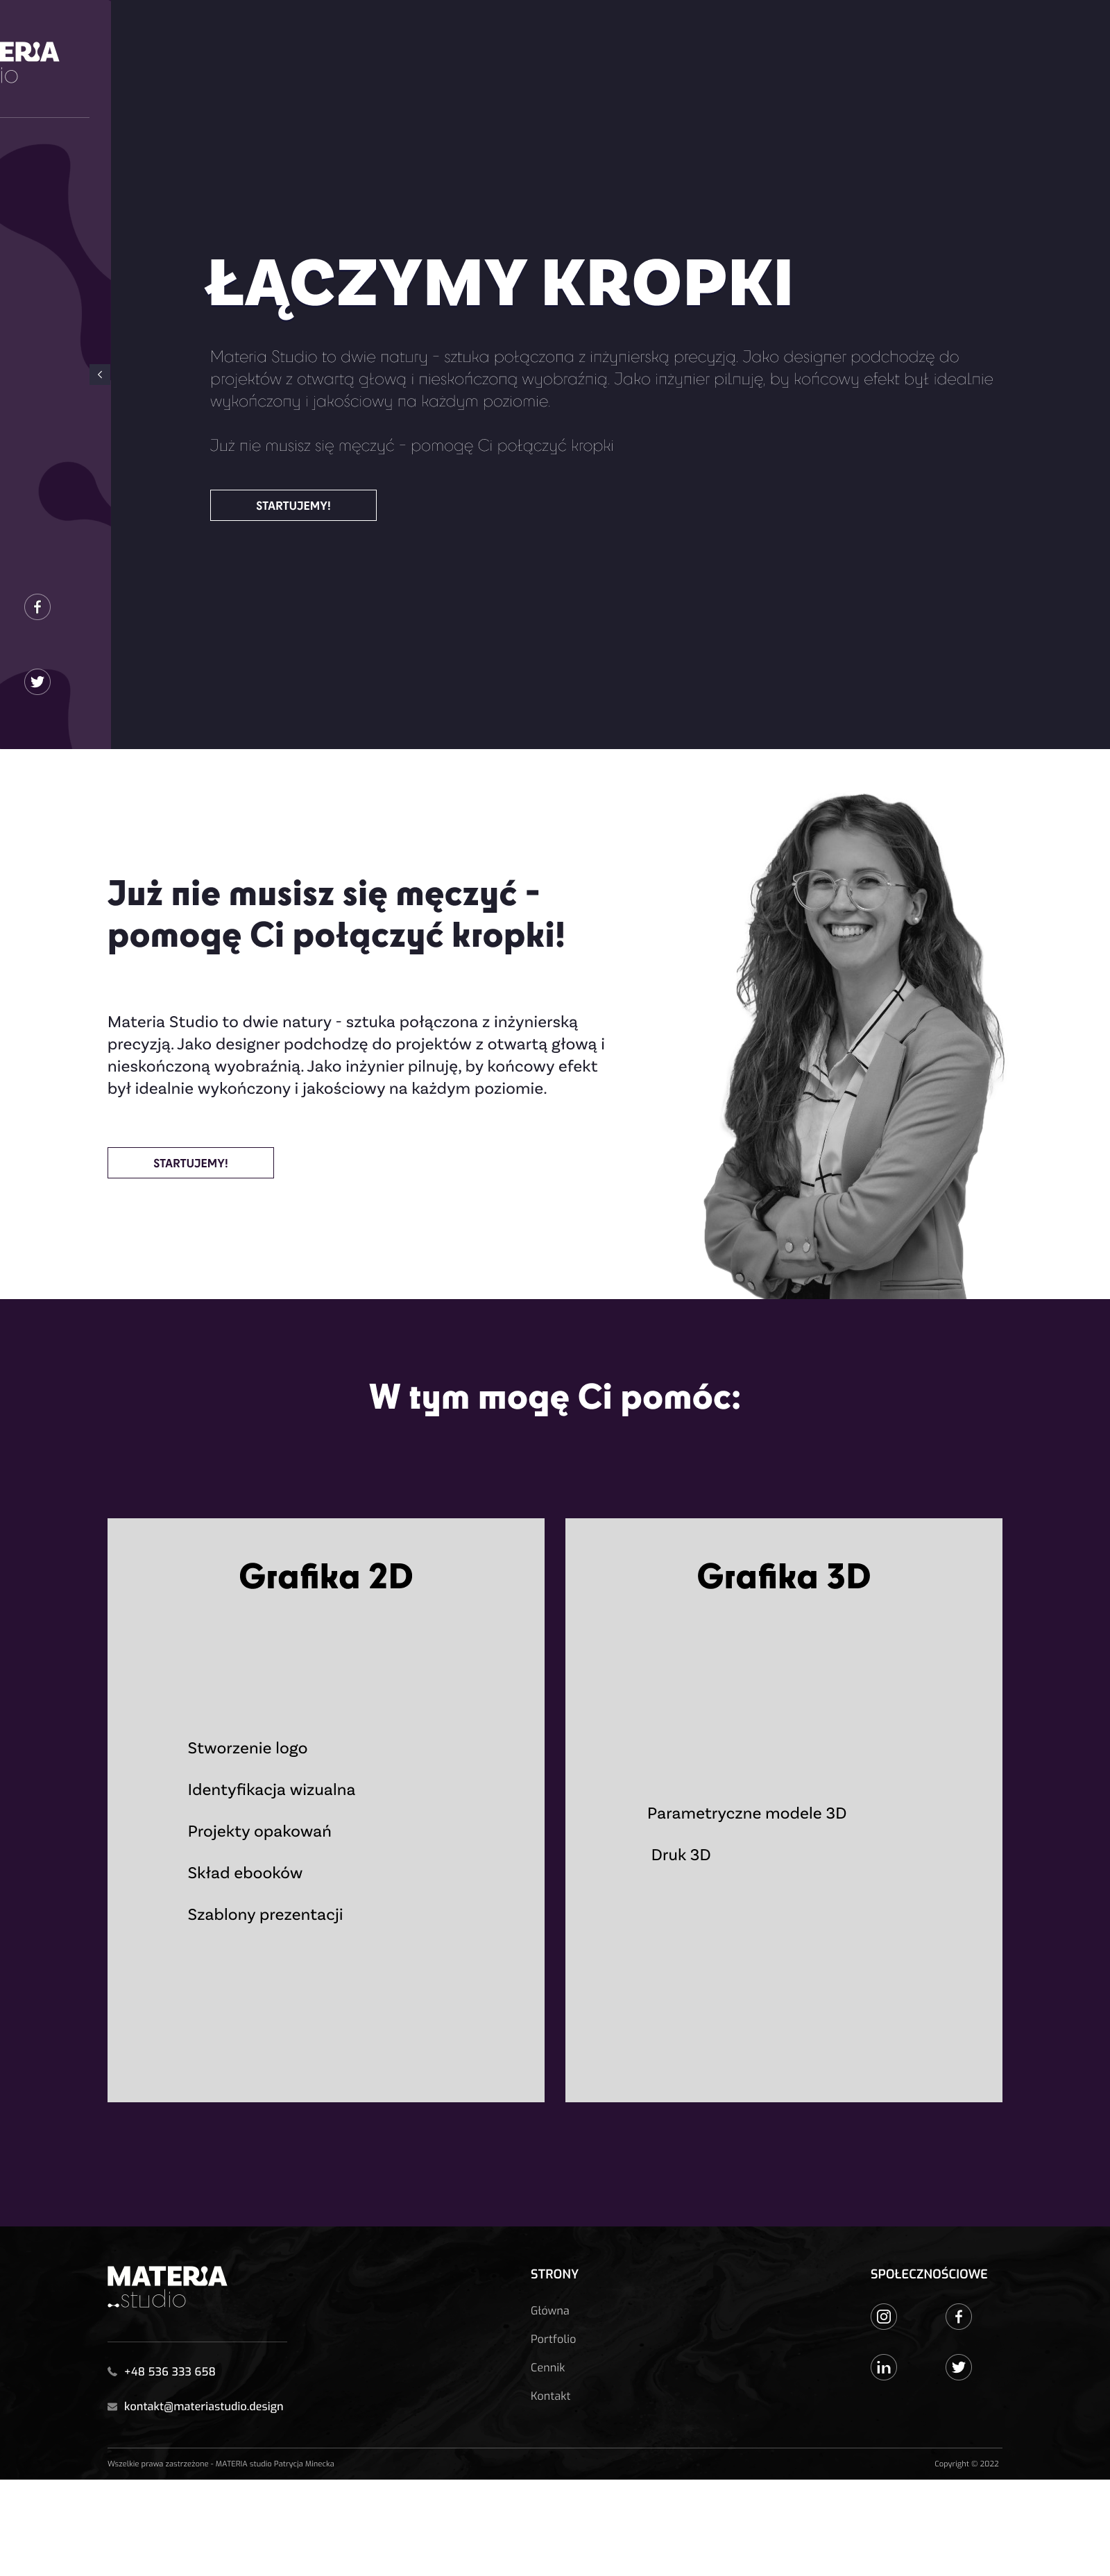 ERIA
io
ŁĄCZYMY KROPKI
Materia Studio to dwie natury - sztuka połączona z inżynierską precyzją. Jako designer podchodzę do
projektów z otwartą głową i nieskończoną wyobraźnią. Jako inżynier pilnuję, by końcowy efekt był idealnie
wykończony i jakościowy na każdym poziomie.
Już nie musisz się męczyć - pomogę Ci połączyć kropki
STARTUJEMY!
Już nie musisz się męczyć -
pomogę Ci połączyć kropki!
Materia Studio to dwie natury - sztuka połączona z inżynierską
precyzją. Jako designer podchodzę do projektów z otwartą głową i
nieskończoną wyobraźnią. Jako inżynier pilnuję, by końcowy efekt
był idealnie wykończony i jakościowy na każdym poziomie.
STARTUJEMY!
W tym mogę Ci pomóc:
Grafika 2D
Stworzenie logo
Identyfikacja wizualna
Projekty opakowań
Skład ebooków
Szablony prezentacji
Grafika 3D
Parametryczne modele 3D
Druk 3D
MATERIA
studio
+48 536 333 658
kontakt@materiastudio.design
STRONY
Główna
Portfolio
Cennik
Kontakt
SPOŁECZNOŚCIOWE
Wszelkie prawa zastrzeżone - MATERIA studio Patrycja Minecka
Copyright © 2022